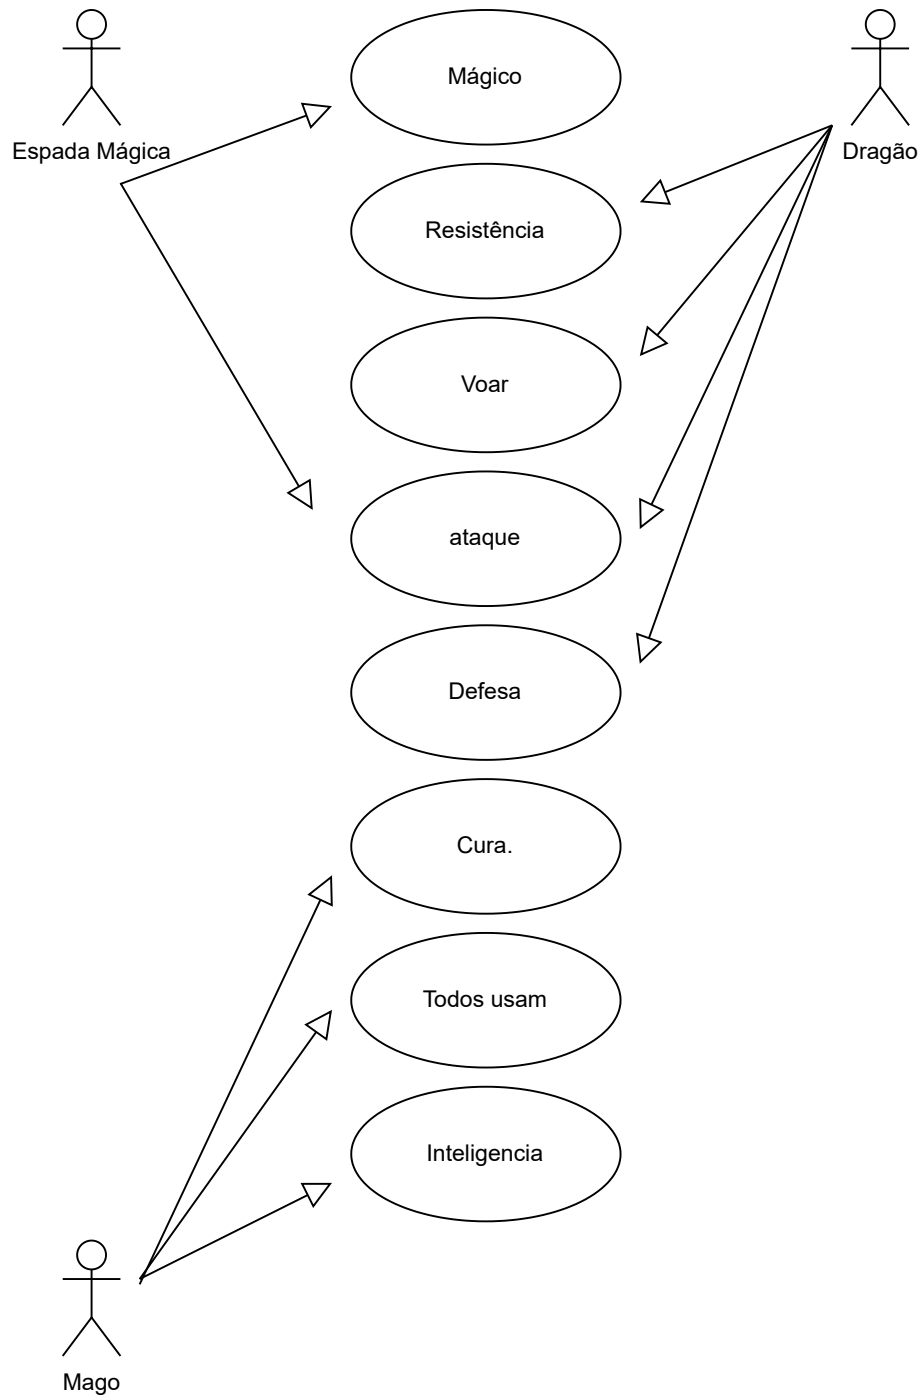 Mágico
Espada Mágica
Dragão
Resistência
Voar
ataque
Defesa
Cura.
Todos usam
Inteligencia
Mago